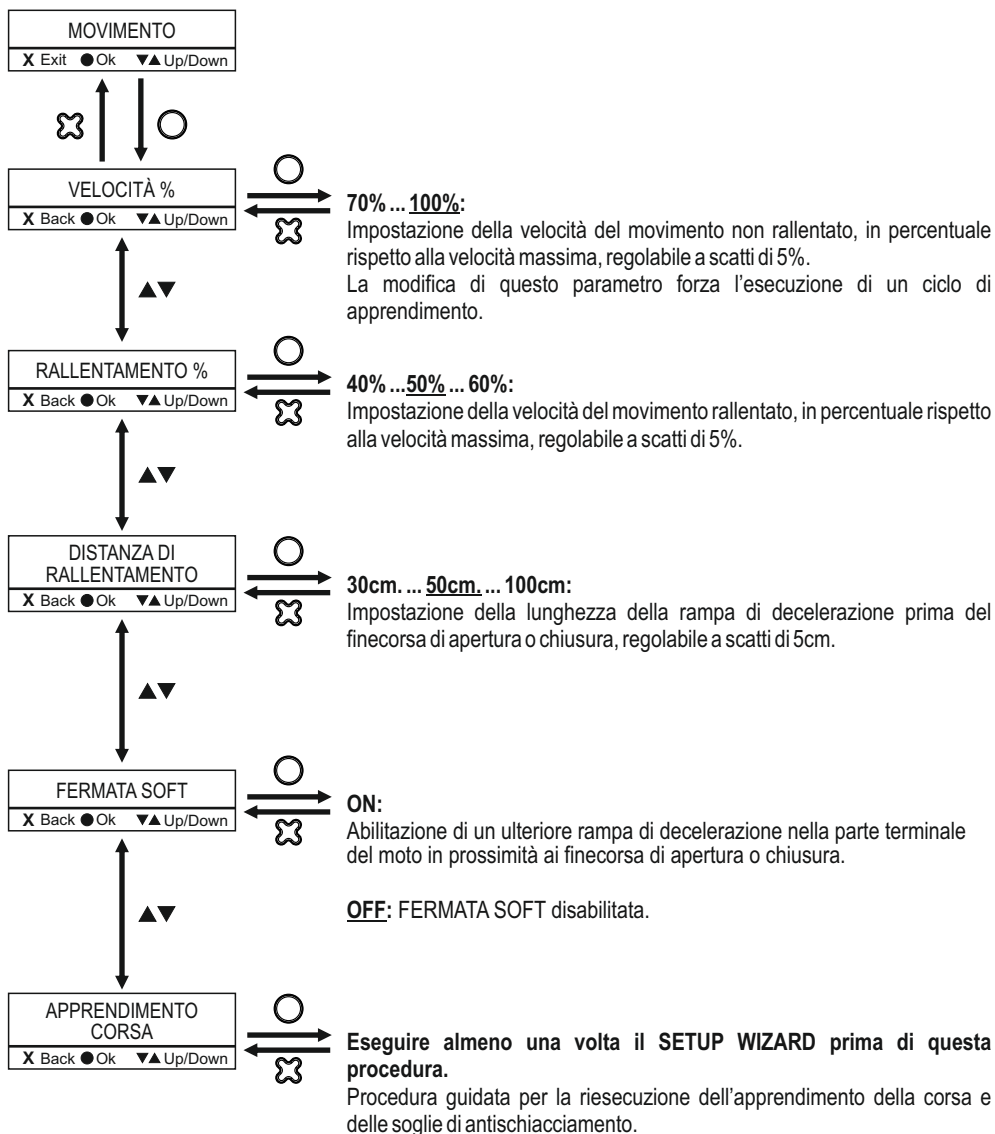 MOVIMENTO
X Exit ●Ok ▼▲Up/Down
VELOCITÀ %
X Back ●Ok ▼▲Up/Down
70% ... 100%:
Impostazione della velocità del movimento non rallentato, in percentuale
rispetto alla velocità massima, regolabile a scatti di 5%.
La modifica di questo parametro forza l'esecuzione di un ciclo di
apprendimento.
▲▼
RALLENTAMENTO %
X Back ●Ok ▼▲Up/Down
40% ...50% ... 60%:
Impostazione della velocità del movimento rallentato, in percentuale rispetto
alla velocità massima, regolabile a scatti di 5%.
▲▼
DISTANZA DI
RALLENTAMENTO
X Back ●Ok ▼▲Up/Down
30cm. ... 50cm. ... 100cm:
Impostazione della lunghezza della rampa di decelerazione prima del
finecorsa di apertura o chiusura, regolabile a scatti di 5cm.
▲▼
FERMATA SOFT
X Back ●Ok ▼▲Up/Down
ON:
Abilitazione di un ulteriore rampa di decelerazione nella parte terminale
del moto in prossimità ai finecorsa di apertura o chiusura.
OFF: FERMATA SOFT disabilitata.
▲▼
APPRENDIMENTO
CORSA
X Back ●Ok ▼▲Up/Down
Eseguire almeno una volta il SETUP WIZARD prima di questa
procedura.
Procedura guidata per la riesecuzione dell'apprendimento della corsa e
delle soglie di antischiacciamento.